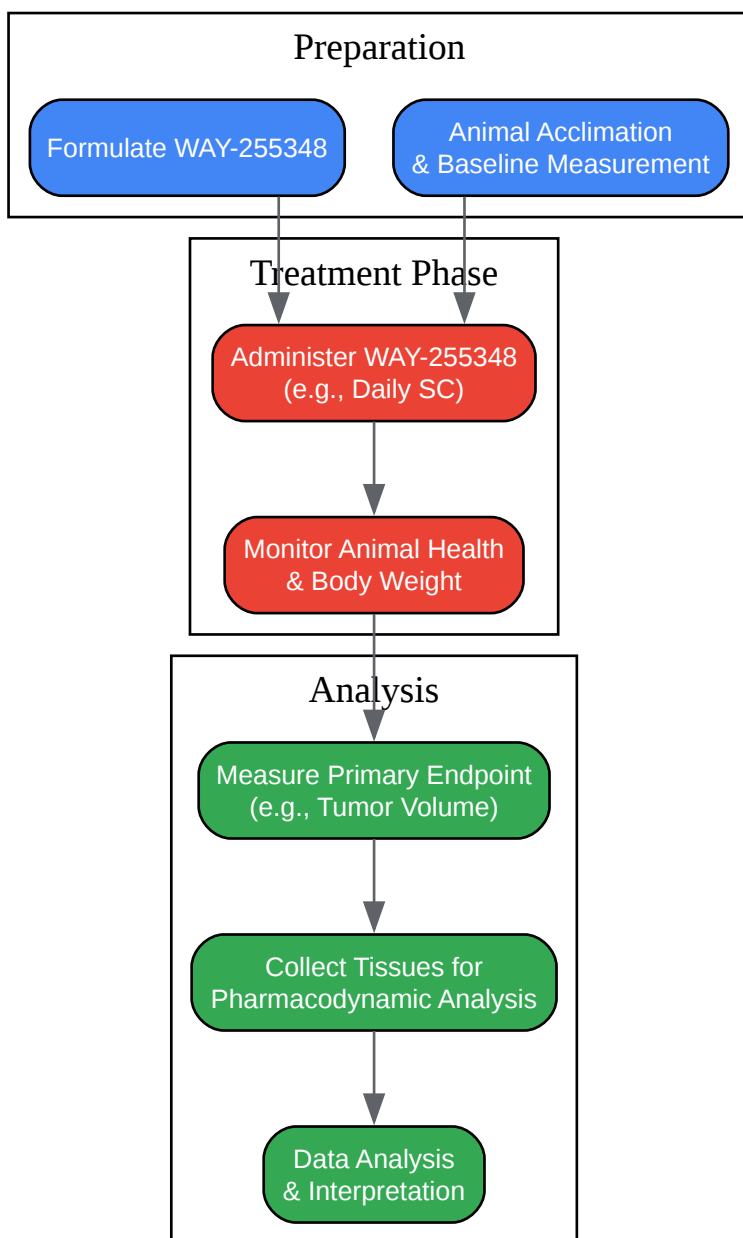 Preparation
Formulate WAY-255348
Animal Acclimation
& Baseline Measurement
Treatment Phase
Administer WAY-255348
(e.g., Daily SC)
Monitor Animal Health
& Body Weight
Analysis
Measure Primary Endpoint
(e.g., Tumor Volume)
Collect Tissues for
Pharmacodynamic Analysis
Data Analysis
& Interpretation